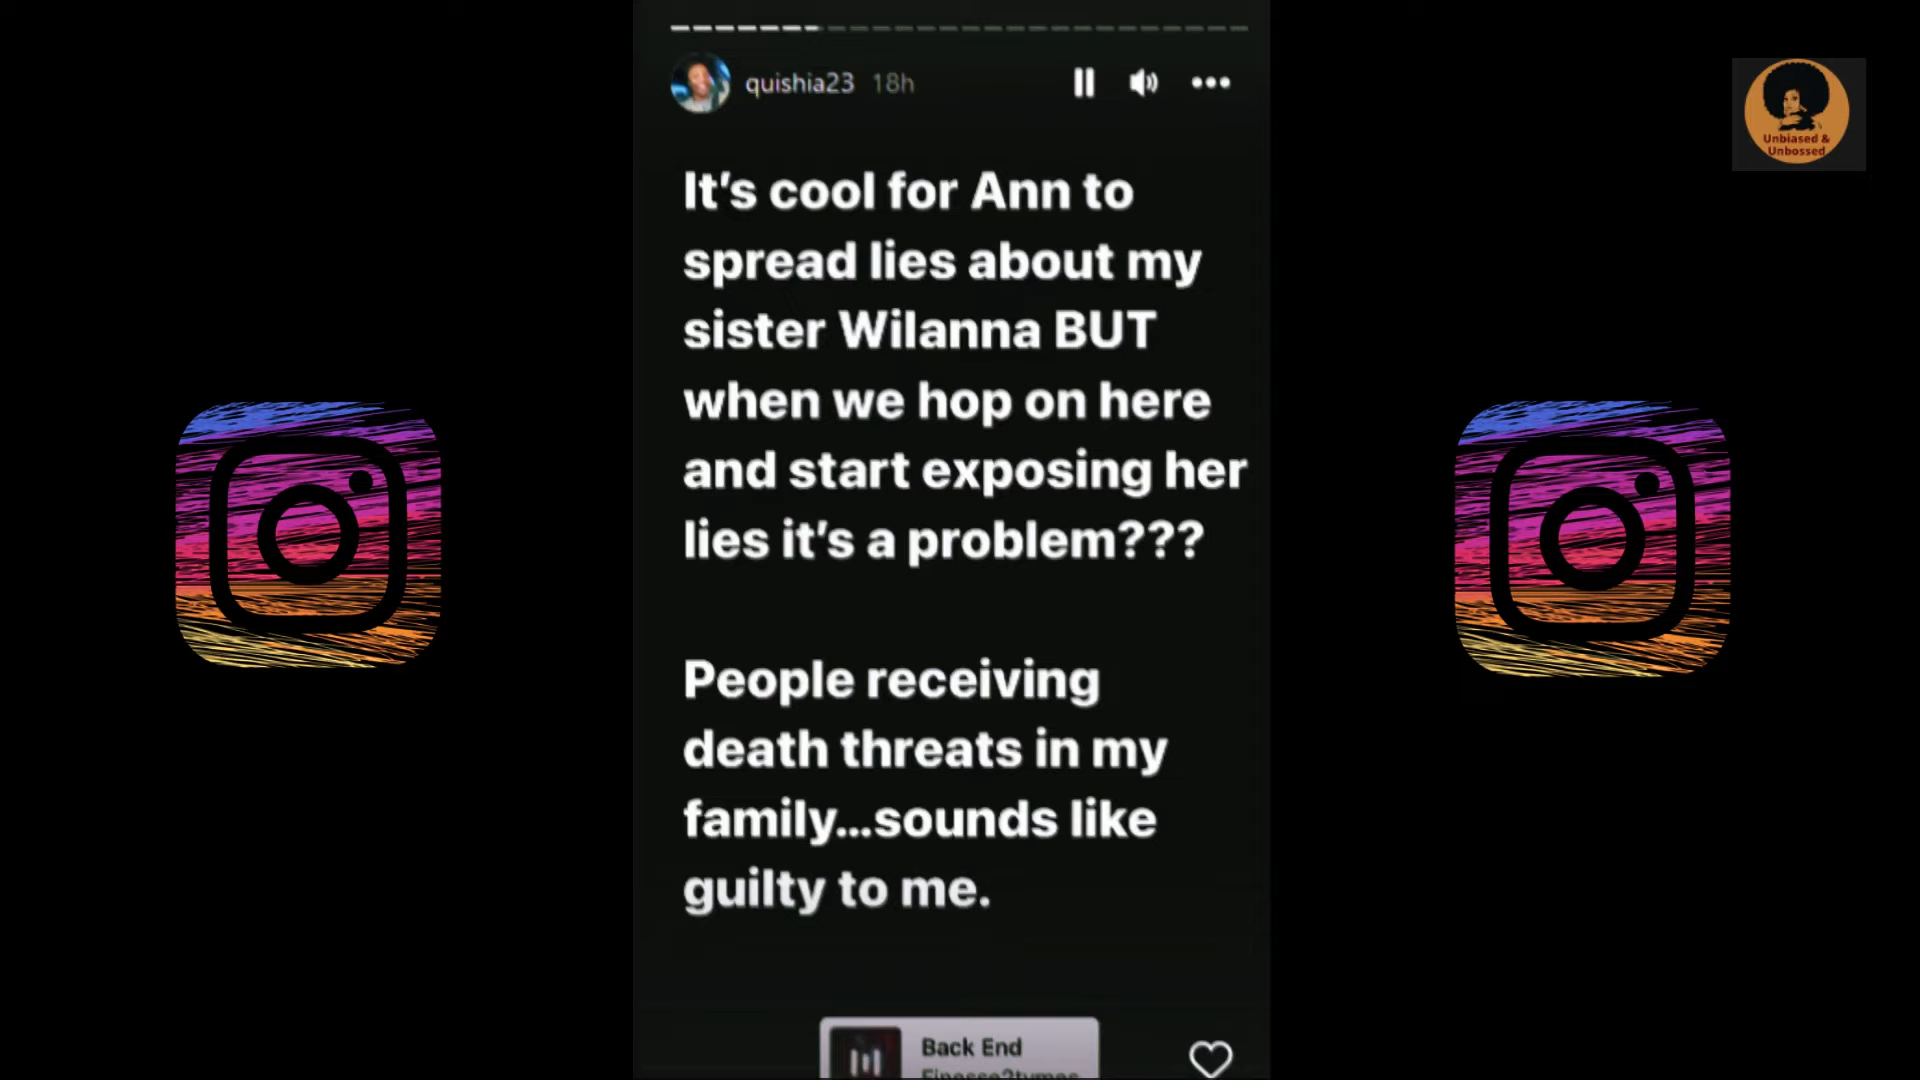 quishia23 18h
Unbiased &
Unbossed
It's cool for Ann to
spread lies about my
sister Wilanna BUT
when we hop on here
and start exposing her
lies it's a problem???
People receiving
death threats in my
family...sounds like
guilty to me.
Back End
Finesse2tymes